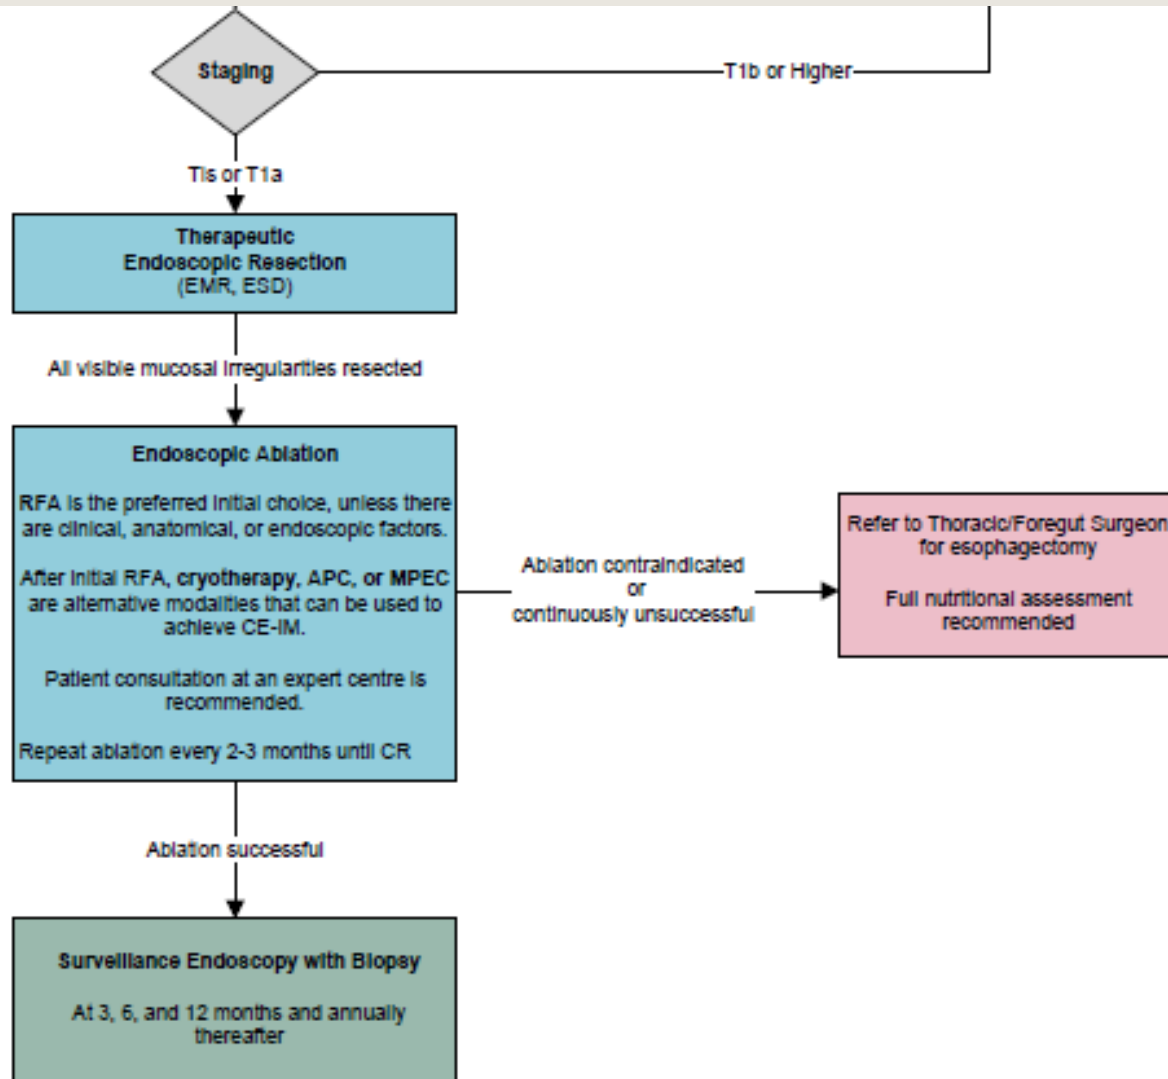 Staging
T1b or Higher
Tis or T1a
Therapeutic
Endoscopic Resection
(EMR, ESD)
All visible mucosal irregularities resected
Endoscopic Ablation
RFA is the preferred initial choice, unless there
are clinical, anatomical, or endoscopic factors.
After initial RFA, cryotherapy, APC, or MPEC
are alternative modalities that can be used to
achieve CE-IM.
Patient consultation at an expert centre is
recommended.
Repeat ablation every 2-3 months until CR
Ablation contraindicated
or
continuously unsuccessful
Refer to Thoracic/Foregut Surgeon
for esophagectomy
Full nutritional assessment
recommended
Ablation successful
Surveillance Endoscopy with Biopsy
At 3, 6, and 12 months and annually
thereafter